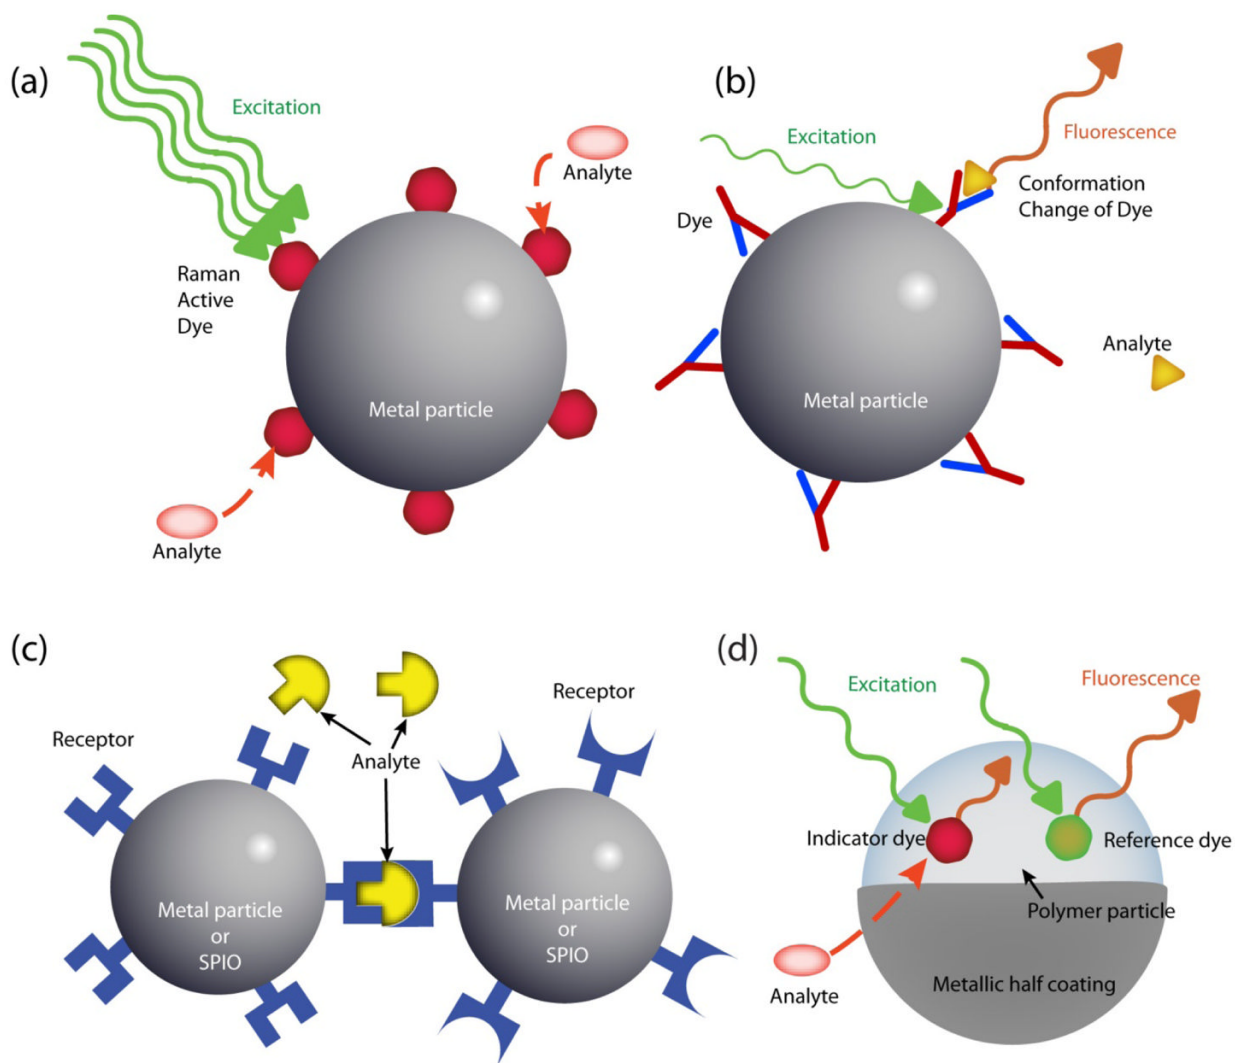 (a)
Excitation
Analyte
Raman
Active
Dye
Metal particle
Analyte
(b)
Excitation
Fluorescence
Conformation
Change of Dye
Dye
Analyte
Metal particle
(c)
Receptor
Receptor
Analyte
Metal particle
or
SPIO
Metal particle
or
SPIO
(d)
Excitation
Fluorescence
Indicator dye
Reference dye
Polymer particle
Analyte
Metallic half coating